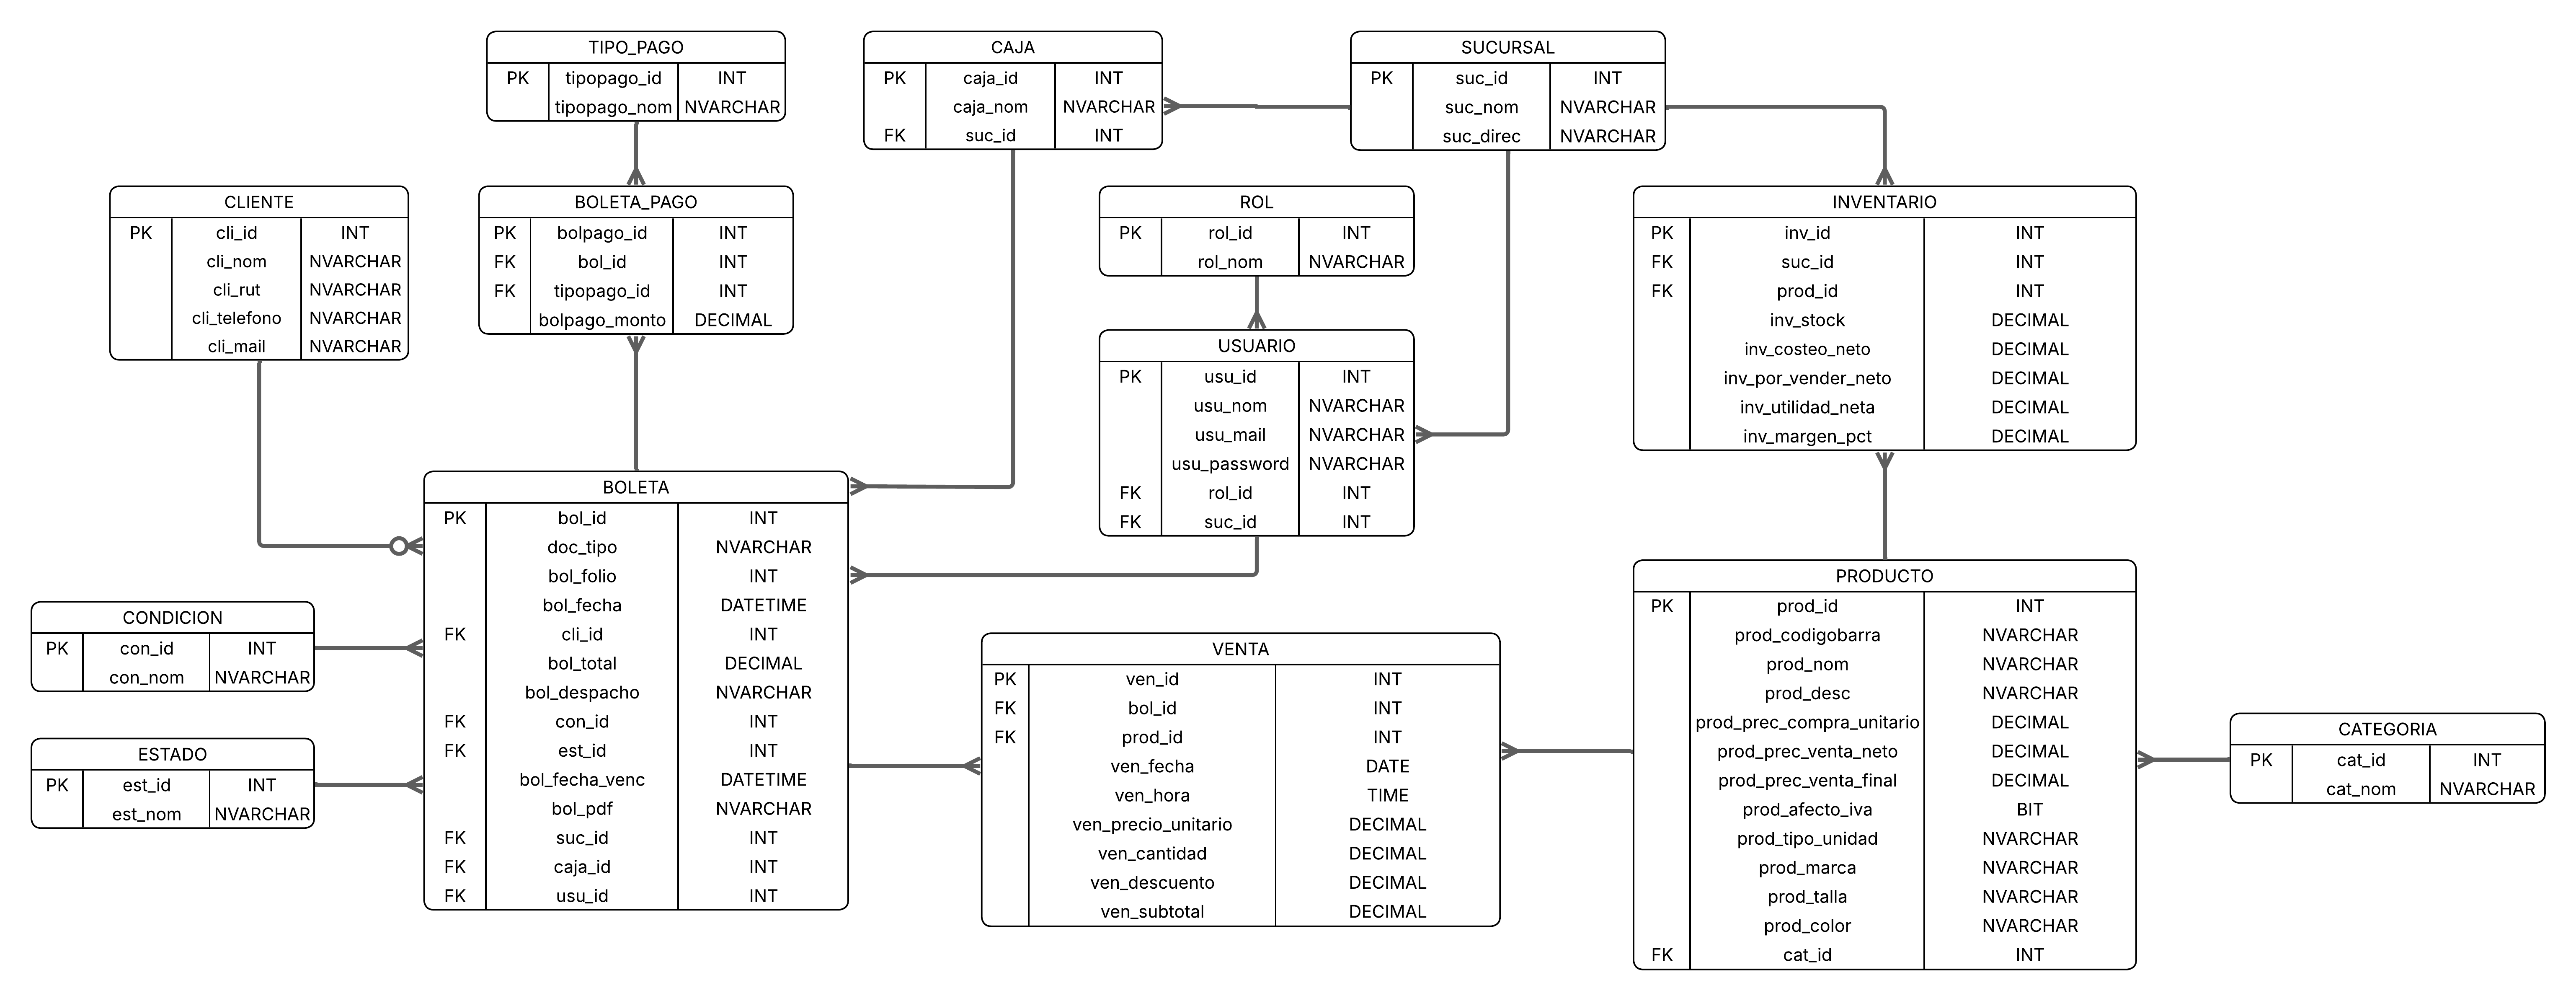 TIPO_PAGO
PK tipopago_id INT
tipopago_nom NVARCHAR
CAJA
PK caja_id INT
caja_nom NVARCHAR
FK suc_id INT
SUCURSAL
PK suc_id INT
suc_nom NVARCHAR
suc_direc NVARCHAR
CLIENTE
PK cli_id INT
cli_nom NVARCHAR
cli_rut NVARCHAR
cli_telefono NVARCHAR
cli_mail NVARCHAR
BOLETA_PAGO
PK bolpago_id INT
FK bol_id INT
FK tipopago_id INT
bolpago_monto DECIMAL
ROL
PK rol_id INT
rol_nom NVARCHAR
INVENTARIO
PK inv_id INT
FK suc_id INT
FK prod_id INT
inv_stock DECIMAL
inv_costeo_neto DECIMAL
inv_por_vender_neto DECIMAL
inv_utilidad_neta DECIMAL
inv_margen_pct DECIMAL
USUARIO
PK usu_id INT
usu_nom NVARCHAR
usu_mail NVARCHAR
usu_password NVARCHAR
FK rol_id INT
FK suc_id INT
BOLETA
PK bol_id INT
doc_tipo NVARCHAR
bol_folio INT
bol_fecha DATETIME
FK cli_id INT
bol_total DECIMAL
bol_despacho NVARCHAR
FK con_id INT
FK est_id INT
bol_fecha_venc DATETIME
bol_pdf NVARCHAR
FK suc_id INT
FK caja_id INT
FK usu_id INT
CONDICION
PK con_id INT
con_nom NVARCHAR
ESTADO
PK est_id INT
est_nom NVARCHAR
VENTA
PK ven_id INT
FK bol_id INT
FK prod_id INT
ven_fecha DATE
ven_hora TIME
ven_precio_unitario DECIMAL
ven_cantidad DECIMAL
ven_descuento DECIMAL
ven_subtotal DECIMAL
PRODUCTO
PK prod_id INT
prod_codigobarra NVARCHAR
prod_nom NVARCHAR
prod_desc NVARCHAR
prod_prec_compra_unitario DECIMAL
prod_prec_venta_neto DECIMAL
prod_prec_venta_final DECIMAL
prod_afecto_iva BIT
prod_tipo_unidad NVARCHAR
prod_marca NVARCHAR
prod_talla NVARCHAR
prod_color NVARCHAR
FK cat_id INT
CATEGORIA
PK cat_id INT
cat_nom NVARCHAR